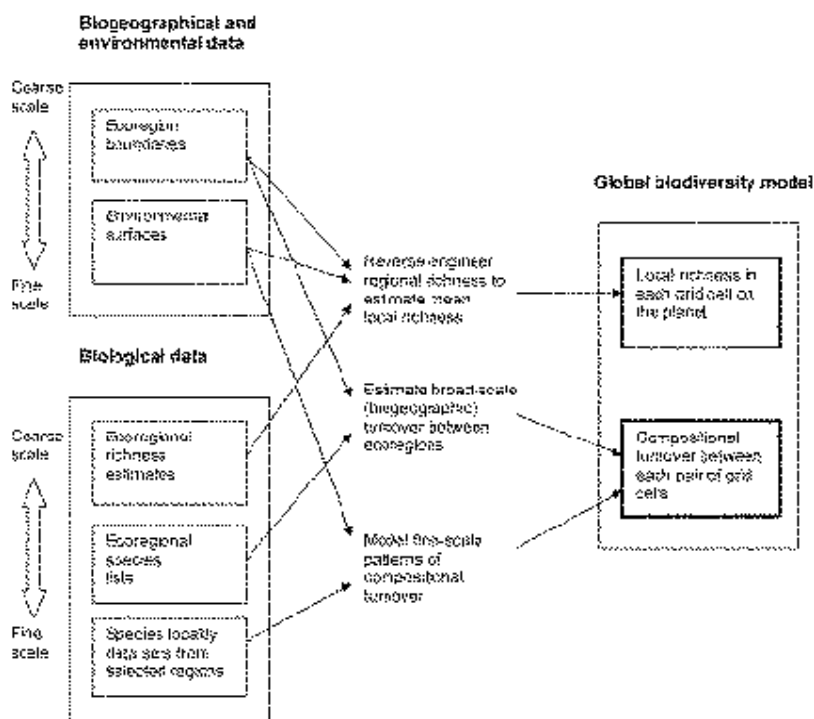 Biogeographical and
environmental data
Coarse
scale
Fine
scale
Ecoregion
boundaries
Environmental
surfaces
Biological data
Coarse
scale
Fine
scale
Ecoregional
richness
estimates
Ecoregional
species
lists
Species locality
data sets from
selected regions
Reverse engineer
regional richness to
estimate mean
local richness
Estimate broad-scale
(biogeographic)
turnover between
ecoregions
Model fine-scale
patterns of
compositional
turnover
Global biodiversity model
Local richness in
each grid cell on
the planet
Compositional
turnover between
each pair of grid
cells